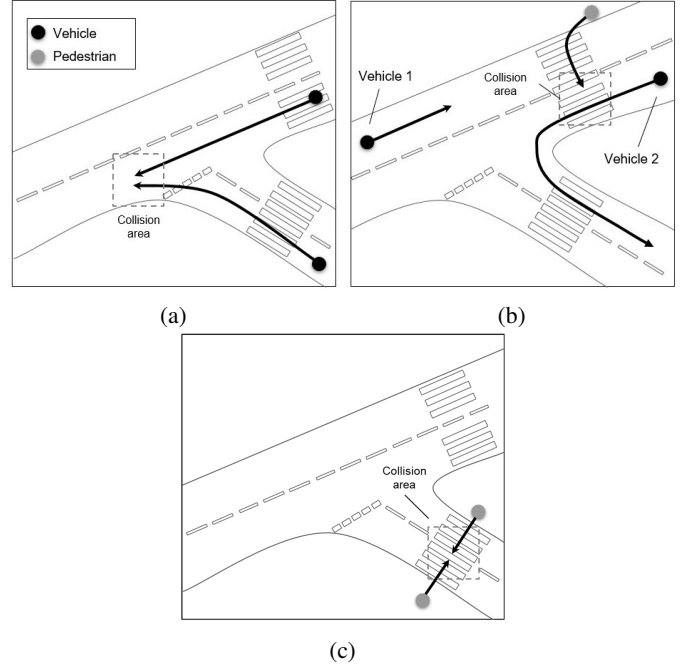 Vehicle
Pedestrian
Collision
area
(a)
Vehicle 1
Collision
area
Vehicle 2
(b)
Collision
area
(c)